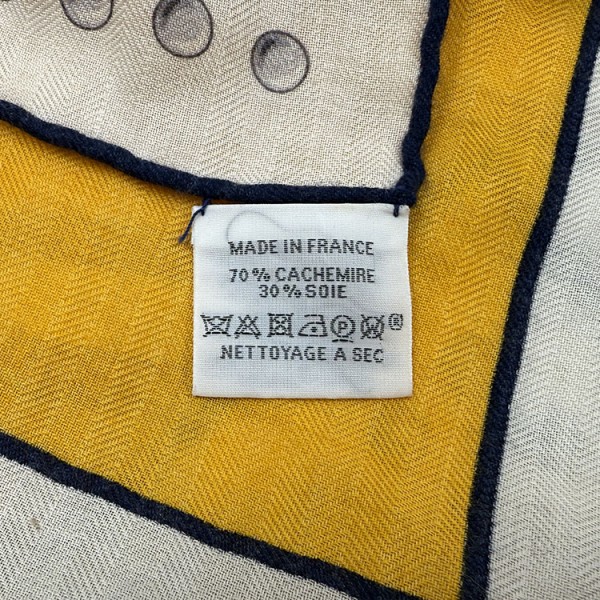 MADE IN FRANCE
70 % CACHEMIRE
30 % SOIE
P W ®
NETTOYAGE A SEC